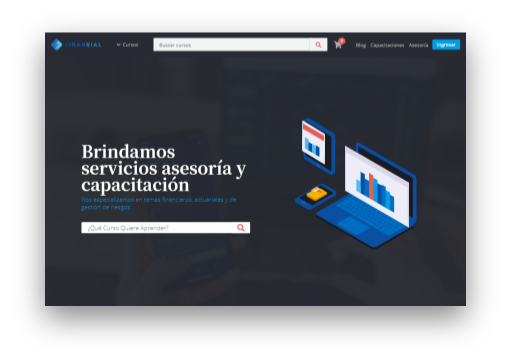 FINANRIAL
Cursos
Buscar cursos
0
Blog
Capacitaciones
Asesoría
Ingresar
Brindamos
servicios asesoría y
capacitación
Nos especializamos en temas financieros, actuariales y de
gestión de riesgos
¿Qué Curso Quiere Aprender?